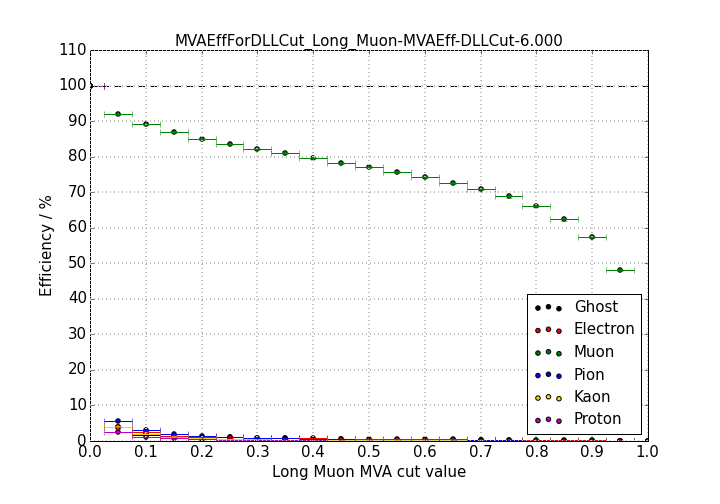 MVAEffForDLLCut_Long_Muon-MVAEff-DLLCut-6.000
110
100
90
80
70
60
50
40
30
20
10
0
Efficiency / %
Ghost
Electron
Muon
Pion
Kaon
Proton
0.0 0.1 0.2 0.3 0.4 0.5 0.6 0.7 0.8 0.9 1.0
Long Muon MVA cut value